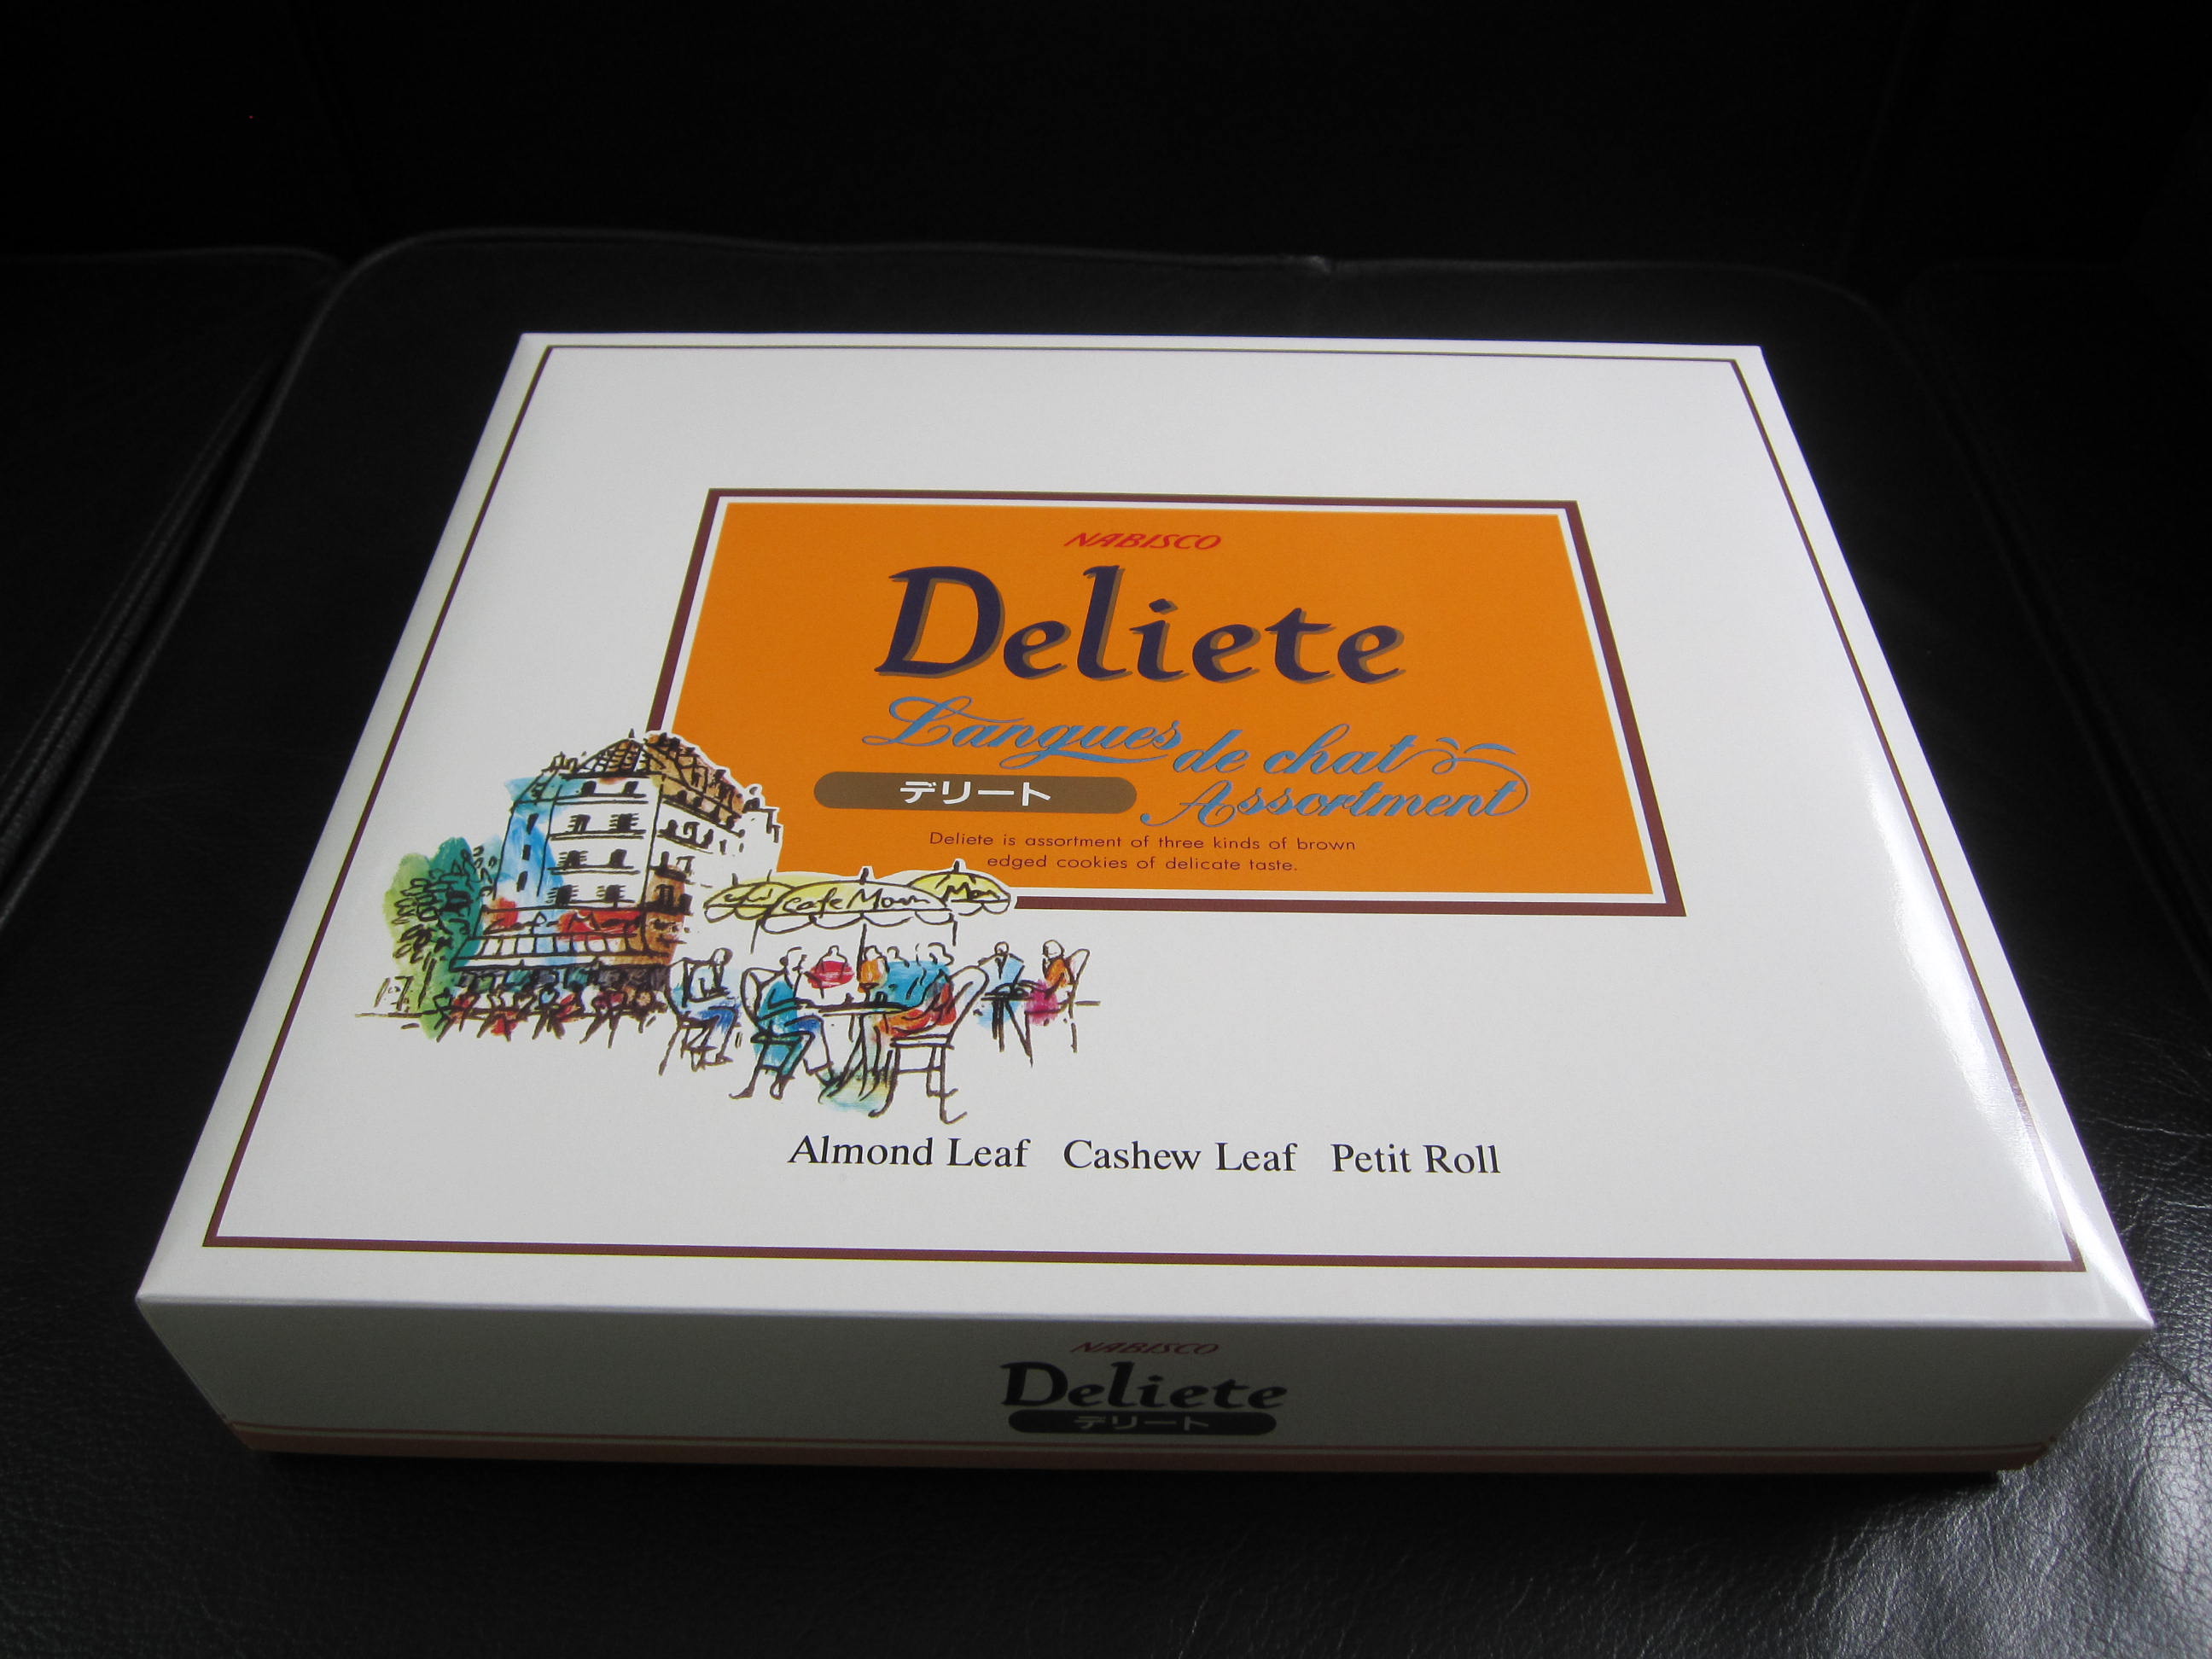 NABISCO
Deliete
Langues de chat
Assortment
デリート
Deliete is assortment of three kinds of brown
edged cookies of delicate taste.
cafe Mom
Almond Leaf Cashew Leaf Petit Roll
NABISCO
Deliete
デリート